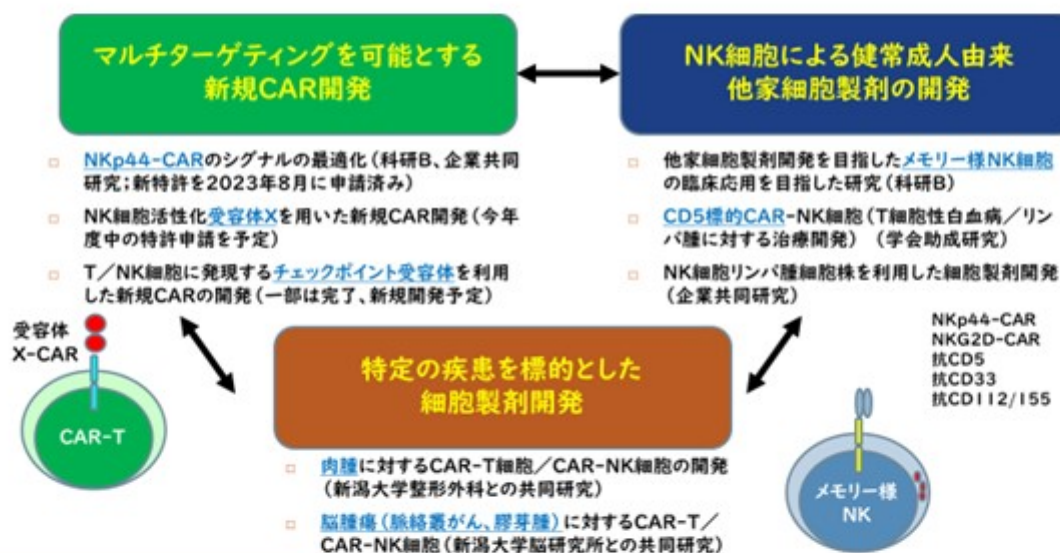 マルチターゲティングを可能とする
新規CAR開発
NK細胞による健常成人由来
他家細胞製剤の開発
NKp44-CARのシグナルの最適化（科研B、企業共同
研究；新特許を2023年8月に申請済み）
NK細胞活性化受容体Xを用いた新規CAR開発（今年
度中の特許申請を予定）
T／NK細胞に発現するチェックポイント受容体を利用
した新規CARの開発（一部は完了、新規開発予定）
他家細胞製剤開発を目指したメモリー様NK細胞
の臨床応用を目指した研究（科研B）
CD5標的CAR-NK細胞（T細胞性白血病／リン
パ腫に対する治療開発）（学会助成研究）
NK細胞リンパ腫細胞株を利用した細胞製剤開発
（企業共同研究）
受容体
X-CAR
CAR-T
特定の疾患を標的とした
細胞製剤開発
肉腫に対するCAR-T細胞／CAR-NK細胞の開発
（新潟大学整形外科との共同研究）
脳腫瘍（脈絡叢がん、膠芽腫）に対するCAR-T／
CAR-NK細胞（新潟大学脳研究所との共同研究）
NKp44-CAR
NKG2D-CAR
抗CD5
抗CD33
抗CD112/155
メモリー様
NK